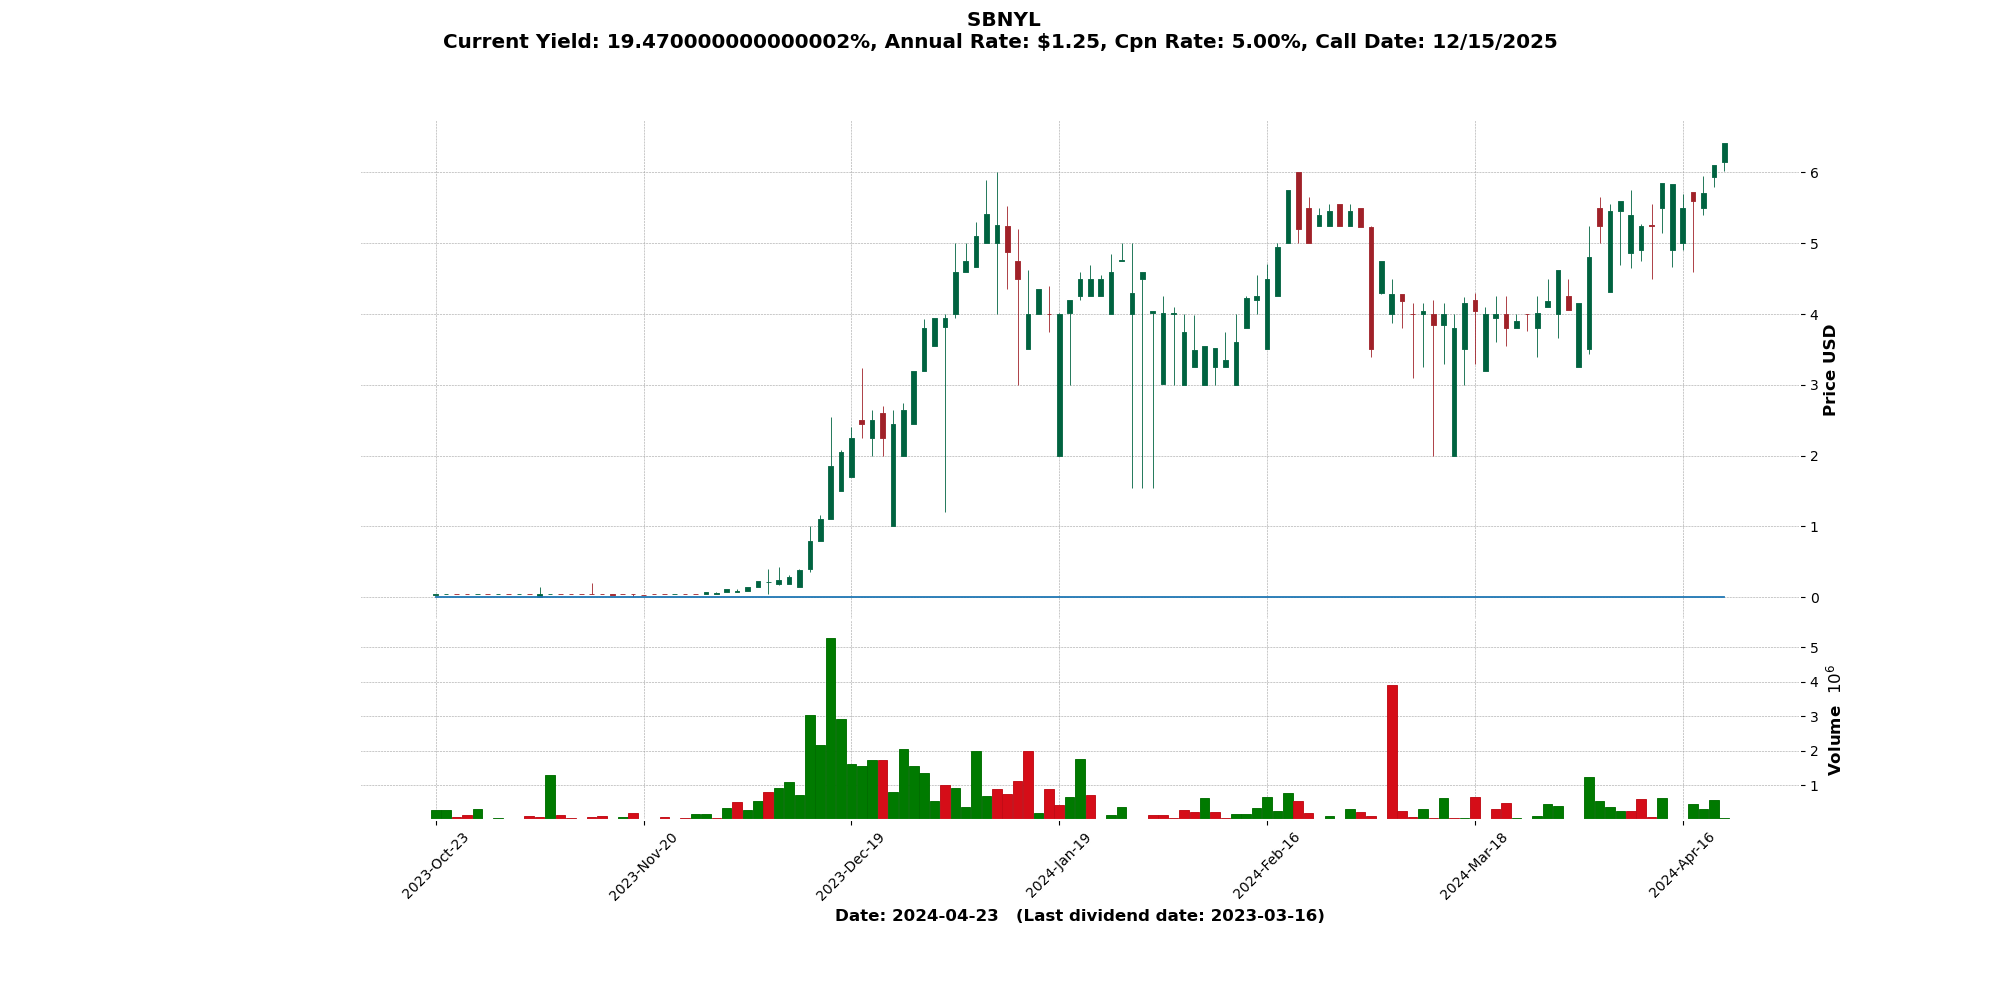 SBNYL
Current Yield: 19.470000000000002%, Annual Rate: $1.25, Cpn Rate: 5.00%, Call Date: 12/15/2025
6
5
4
3
2
1
0
Price USD
5
4
3
2
1
Volume 10⁶
2023-Oct-23
2023-Nov-20
2023-Dec-19
2024-Jan-19
2024-Feb-16
2024-Mar-18
2024-Apr-16
Date: 2024-04-23 (Last dividend date: 2023-03-16)